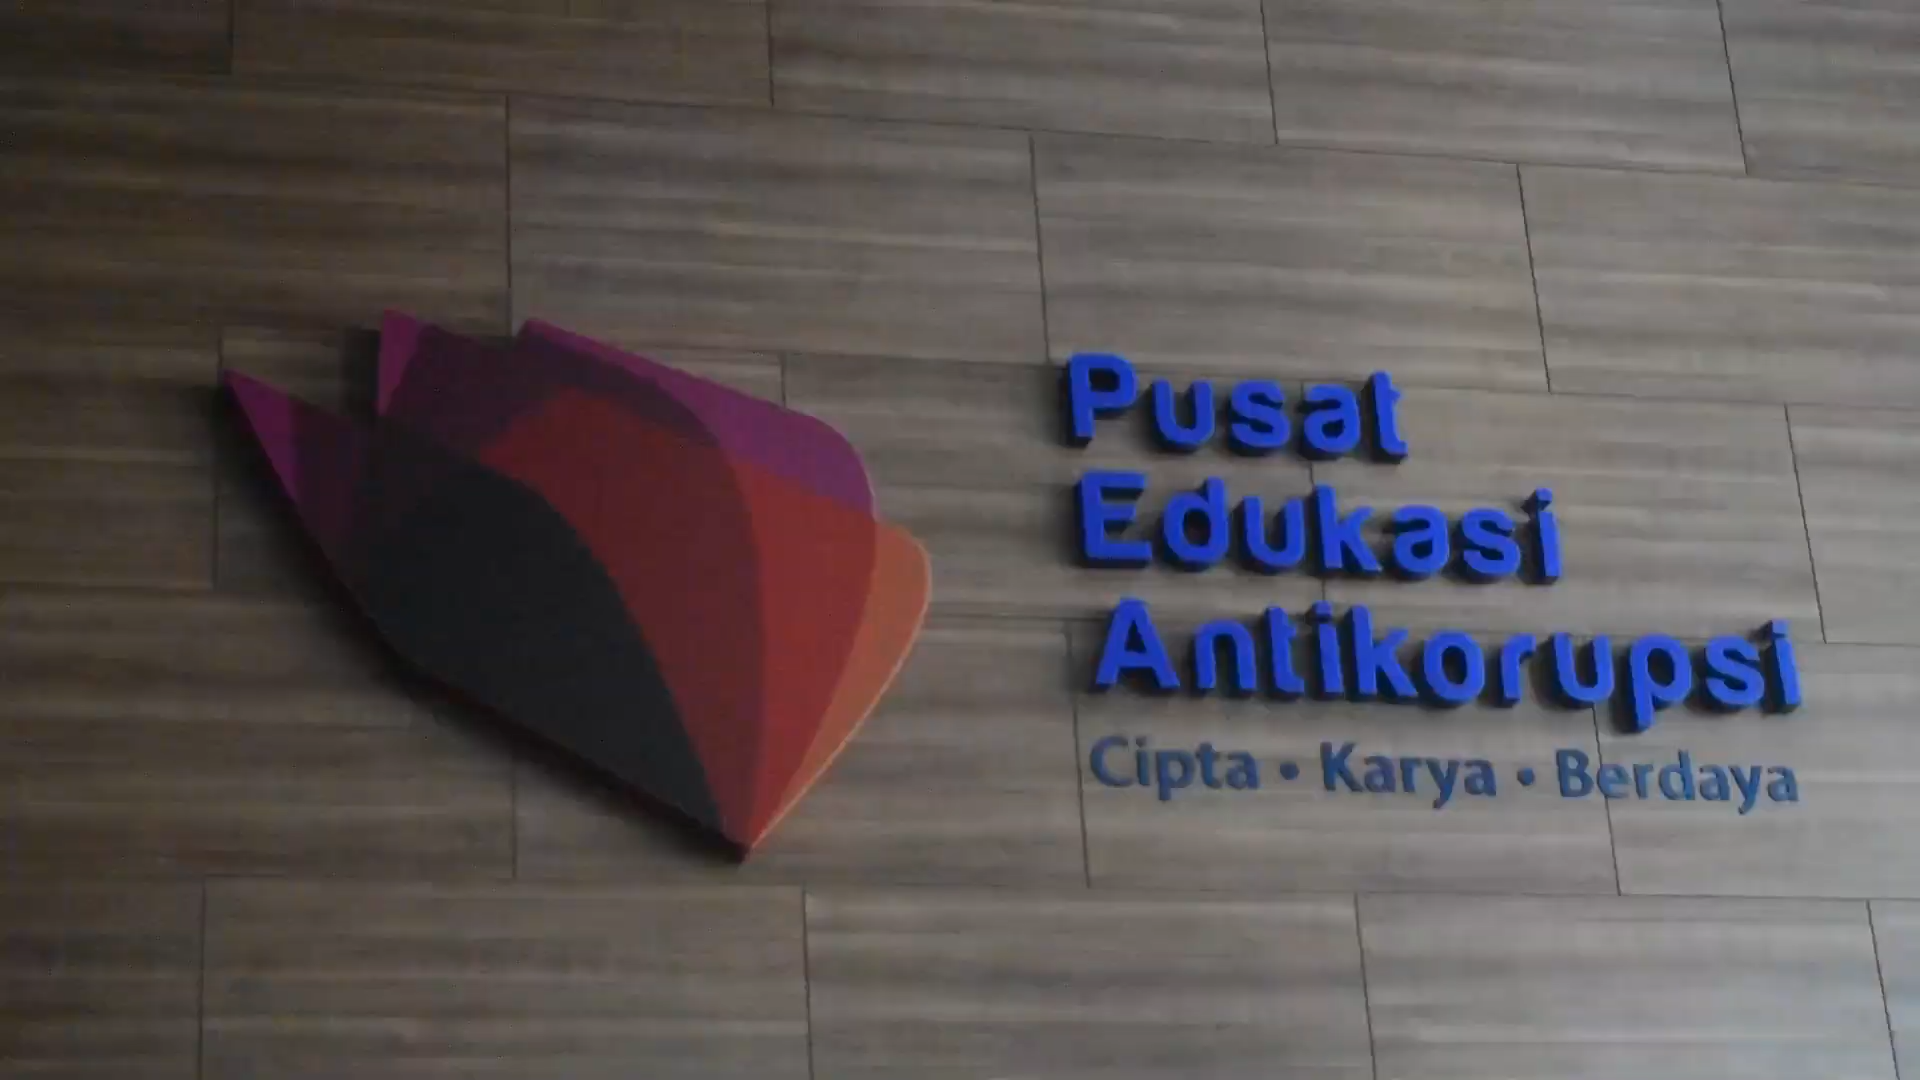 Pusat
Edukasi
Antikorupsi
Cipta • Karya • Berdaya